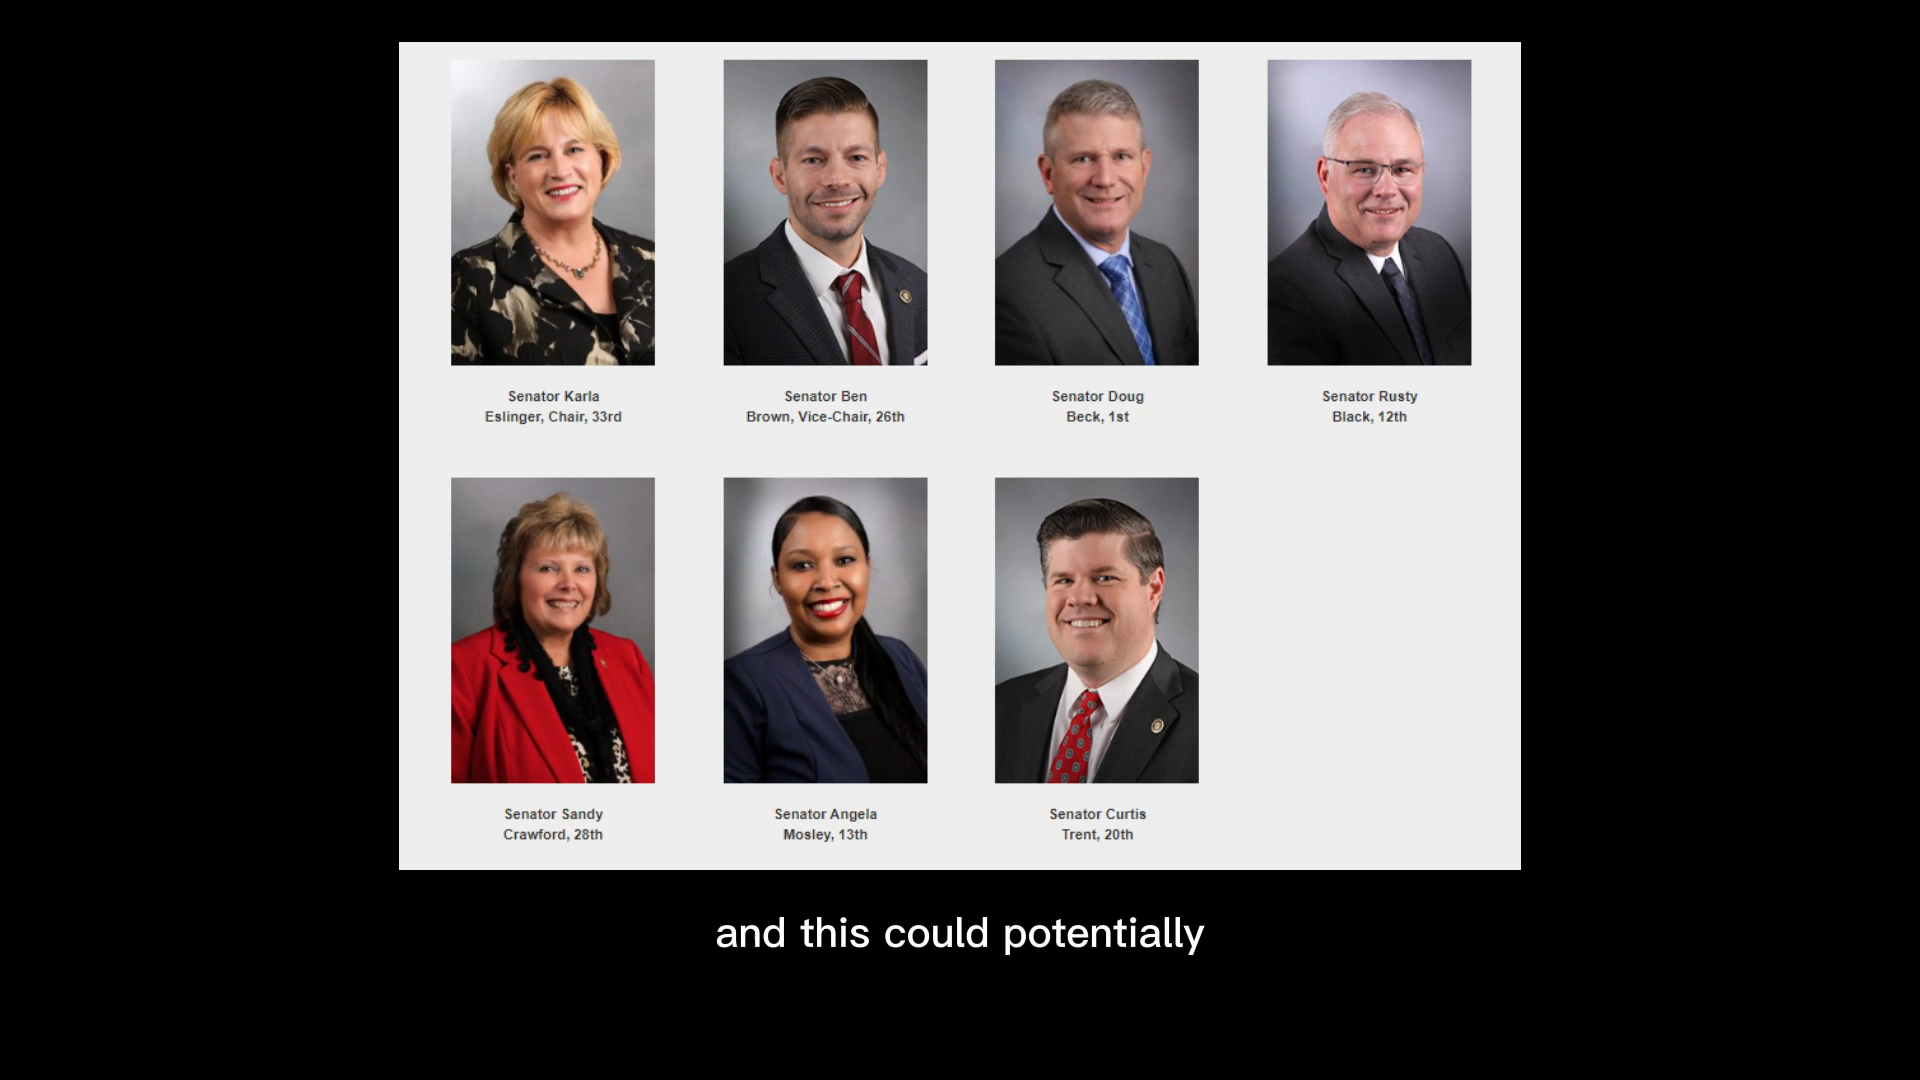 Senator Karla
Eslinger, Chair, 33rd
Senator Ben
Brown, Vice-Chair, 26th
Senator Doug
Beck, 1st
Senator Rusty
Black, 12th
Senator Sandy
Crawford, 28th
Senator Angela
Mosley, 13th
Senator Curtis
Trent, 20th
and this could potentially